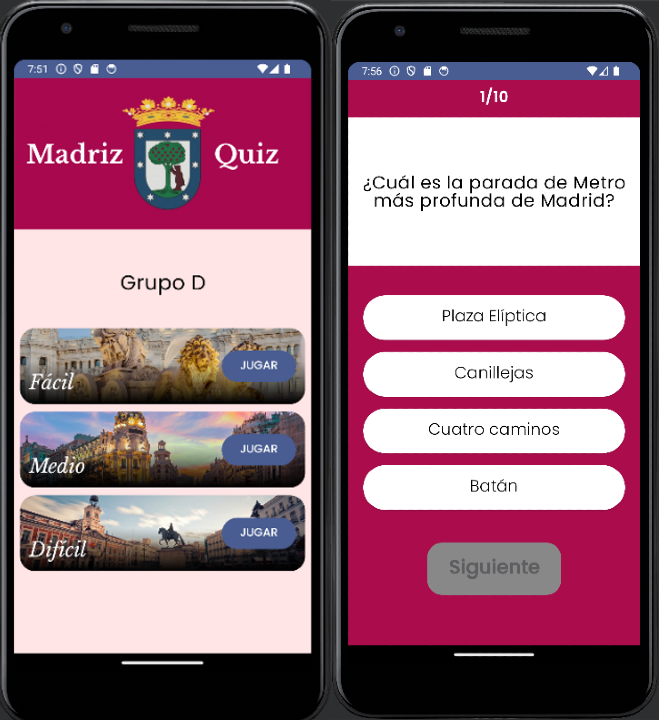 7:51
Madriz Quiz
Grupo D
Fácil
JUGAR
Medio
JUGAR
Difícil
JUGAR
7:56
1/10
¿Cuál es la parada de Metro
más profunda de Madrid?
Plaza Elíptica
Canillejas
Cuatro caminos
Batán
Siguiente